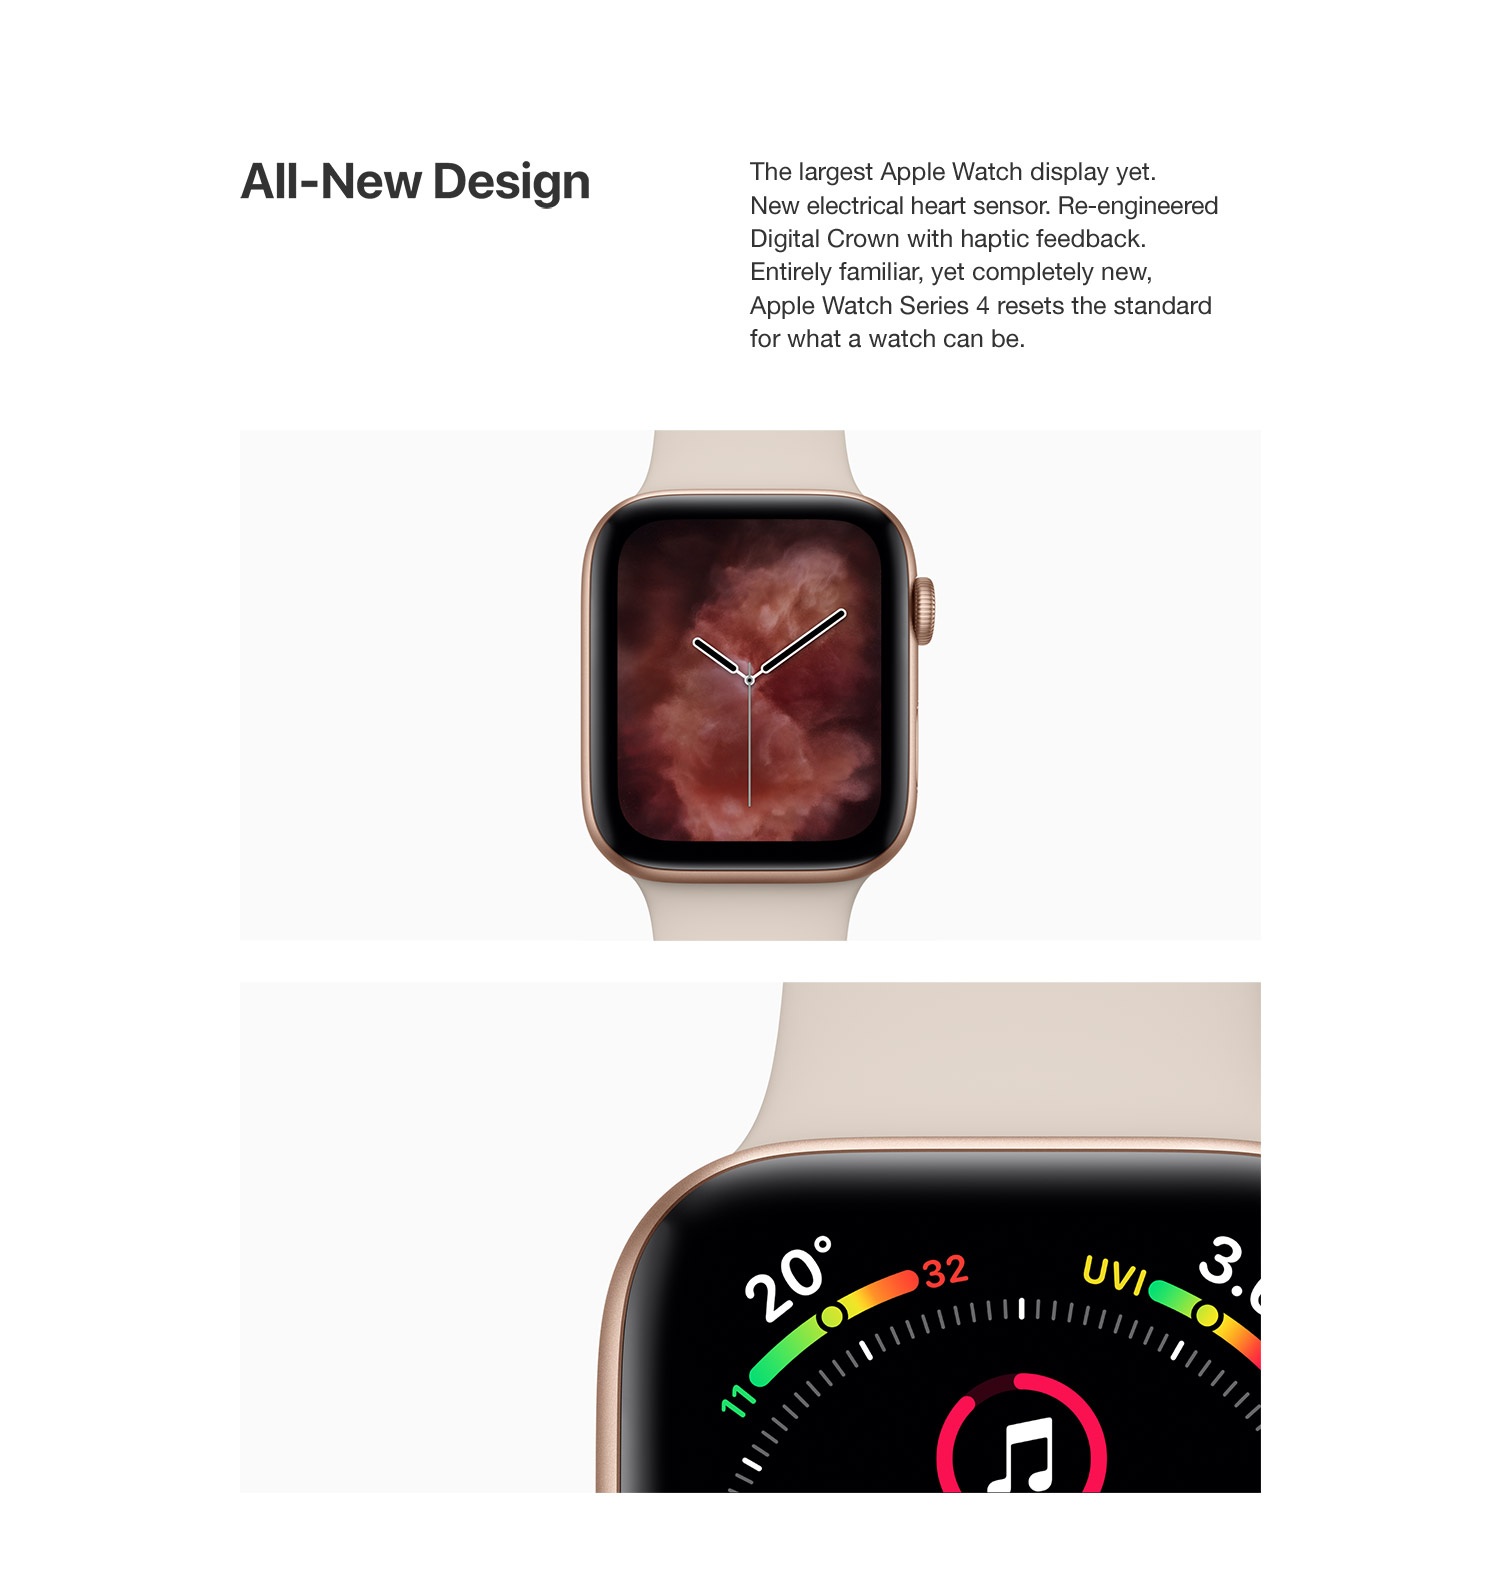 All-New Design
The largest Apple Watch display yet.
New electrical heart sensor. Re-engineered
Digital Crown with haptic feedback.
Entirely familiar, yet completely new,
Apple Watch Series 4 resets the standard
for what a watch can be.
20°
32
11
UVI
3.